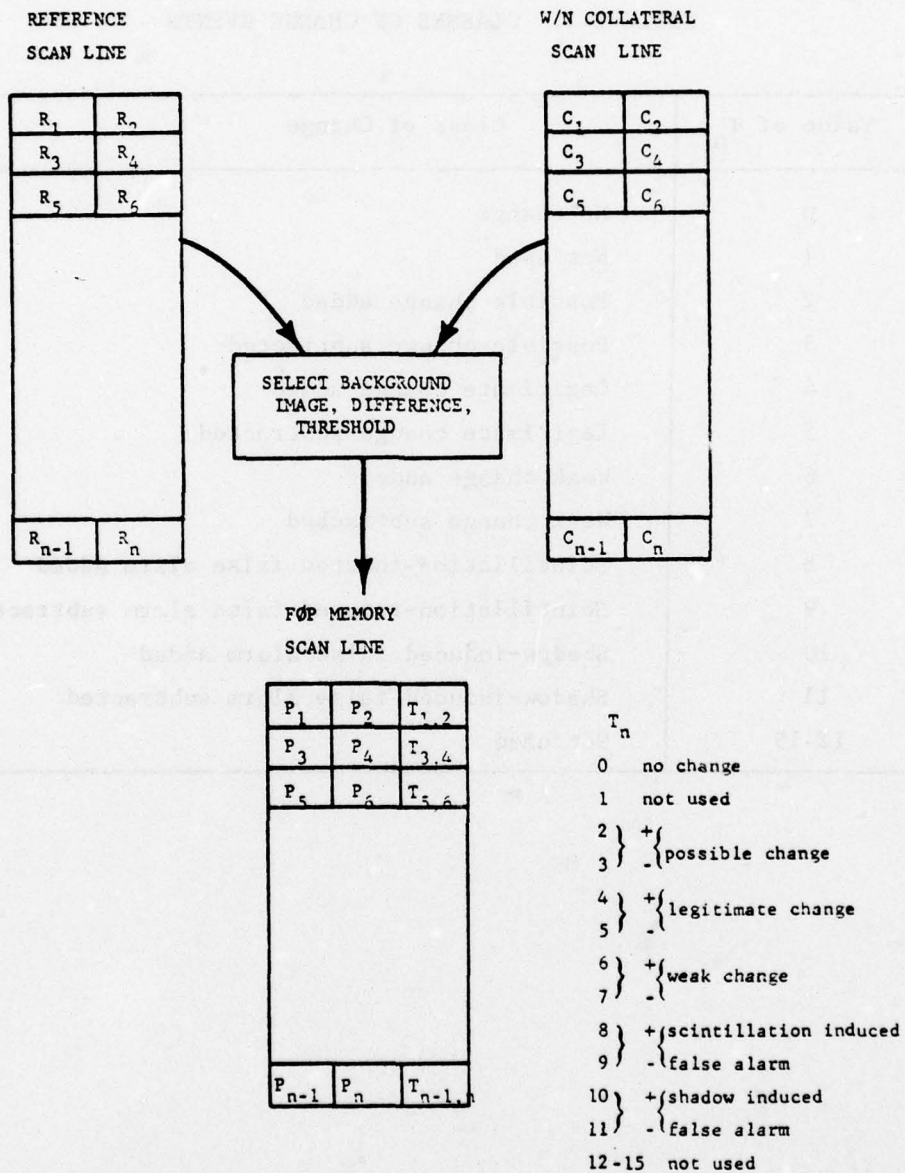 REFERENCE
SCAN LINE
W/N COLLATERAL
SCAN LINE
R1 R2
R3 R4
R5 R6
Rn-1 Rn
C1 C2
C3 C4
C5 C6
Cn-1 Cn
SELECT BACKGROUND
IMAGE, DIFFERENCE,
THRESHOLD
FØP MEMORY
SCAN LINE
P1 P2 T1,2
P3 P4 T3,4
P5 P6 T5,6
Pn-1 Pn Tn-1,n
Tn
0 no change
1 not used
2 } + {
3 } - { possible change
4 } + {
5 } - { legitimate change
6 } + {
7 } - { weak change
8 } + { scintillation induced
9 } - { false alarm
10 } + { shadow induced
11 } - { false alarm
12-15 not used